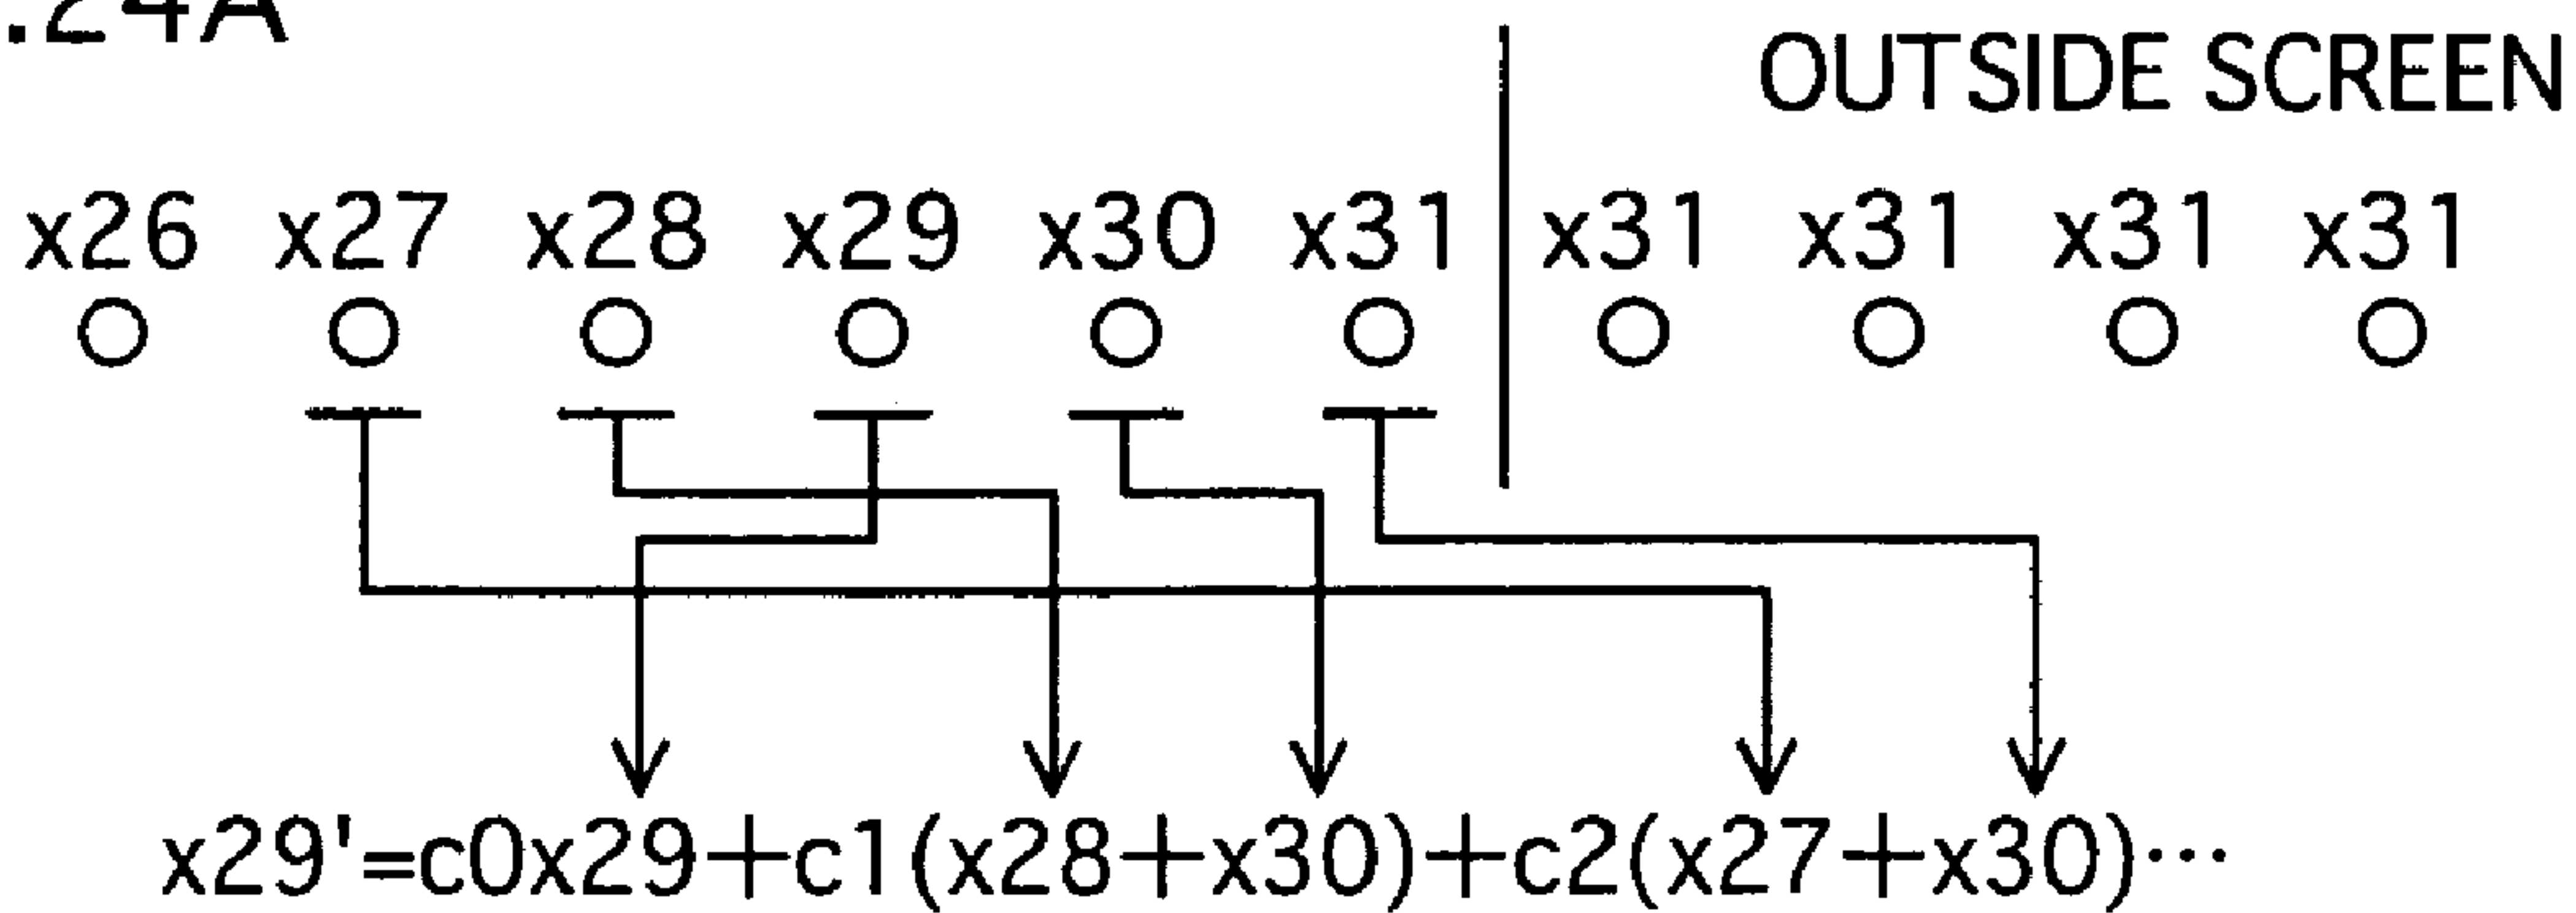 .24A
OUTSIDE SCREEN
x26 x27 x28 x29 x30 x31 x31 x31 x31 x31
x29'=c0x29+c1(x28+x30)+c2(x27+x30)···